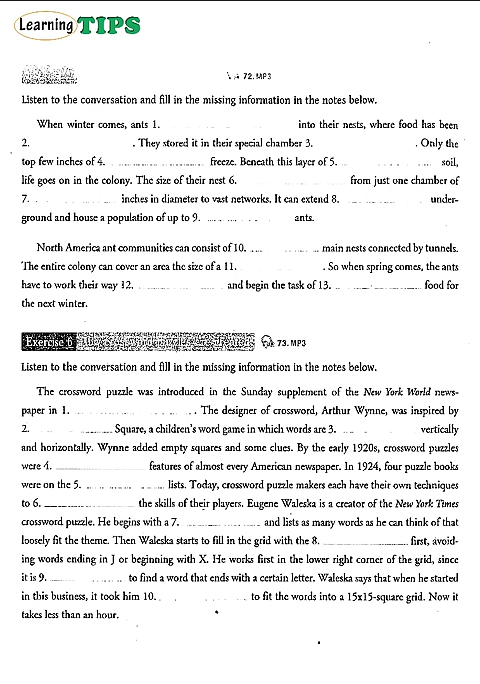 Learning TIPS
72.MP3
Listen to the conversation and fill in the missing information in the notes below.
When winter comes, ants 1. into their nests, where food has been
2. . They stored it in their special chamber 3. . Only the
top few inches of 4. freeze. Beneath this layer of 5. soil,
life goes on in the colony. The size of their nest 6. from just one chamber of
7. inches in diameter to vast networks. It can extend 8. under-
ground and house a population of up to 9. ants.
North America ant communities can consist of 10. main nests connected by tunnels.
The entire colony can cover an area the size of a 11. . So when spring comes, the ants
have to work their way 12. and begin the task of 13. food for
the next winter.
Exercise 6
73.MP3
Listen to the conversation and fill in the missing information in the notes below.
The crossword puzzle was introduced in the Sunday supplement of the New York World news-
paper in 1. . The designer of crossword, Arthur Wynne, was inspired by
2. Square, a children's word game in which words are 3. vertically
and horizontally. Wynne added empty squares and some clues. By the early 1920s, crossword puzzles
were 4. features of almost every American newspaper. In 1924, four puzzle books
were on the 5. lists. Today, crossword puzzle makers each have their own techniques
to 6. the skills of their players. Eugene Waleska is a creator of the New York Times
crossword puzzle. He begins with a 7. and lists as many words as he can think of that
loosely fit the theme. Then Waleska starts to fill in the grid with the 8. first, avoid-
ing words ending in J or beginning with X. He works first in the lower right corner of the grid, since
it is 9. to find a word that ends with a certain letter. Waleska says that when he started
in this business, it took him 10. to fit the words into a 15x15-square grid. Now it
takes less than an hour.